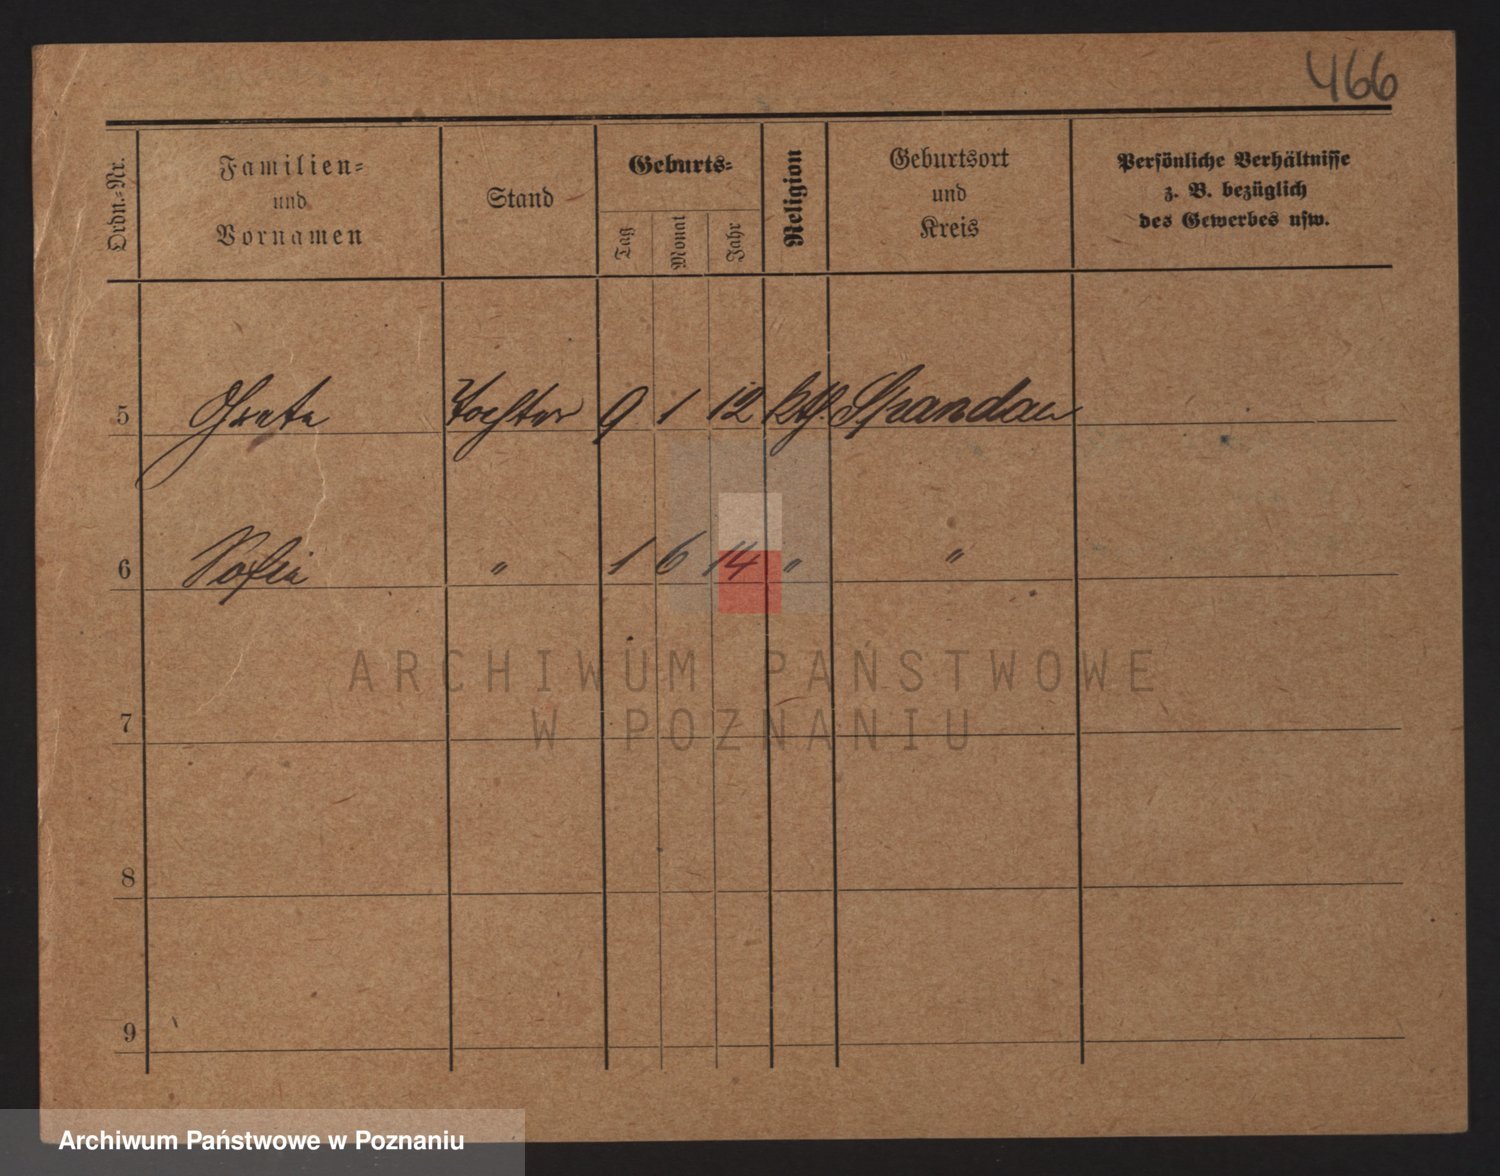 466
Ordn.-Nr.
Familien-
und
Vornamen
Stand
Geburts-
Tag
Monat
Jahr
Religion
Geburtsort
und
Kreis
Persönliche Verhältnisse
z. B. bezüglich
des Gewerbes usw.
5 Grete Tochter 9 1 12 kth. Spandau
6 Sofia " 1 6 14 " "
ARCHIWUM PAŃSTWOWE
W POZNANIU
7
8
9
Archiwum Państwowe w Poznaniu